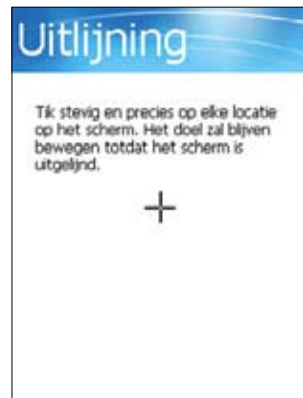 Uitlijning
Tik stevig en precies op elke locatie
op het scherm. Het doel zal blijven
bewegen totdat het scherm is
uitgelijnd.